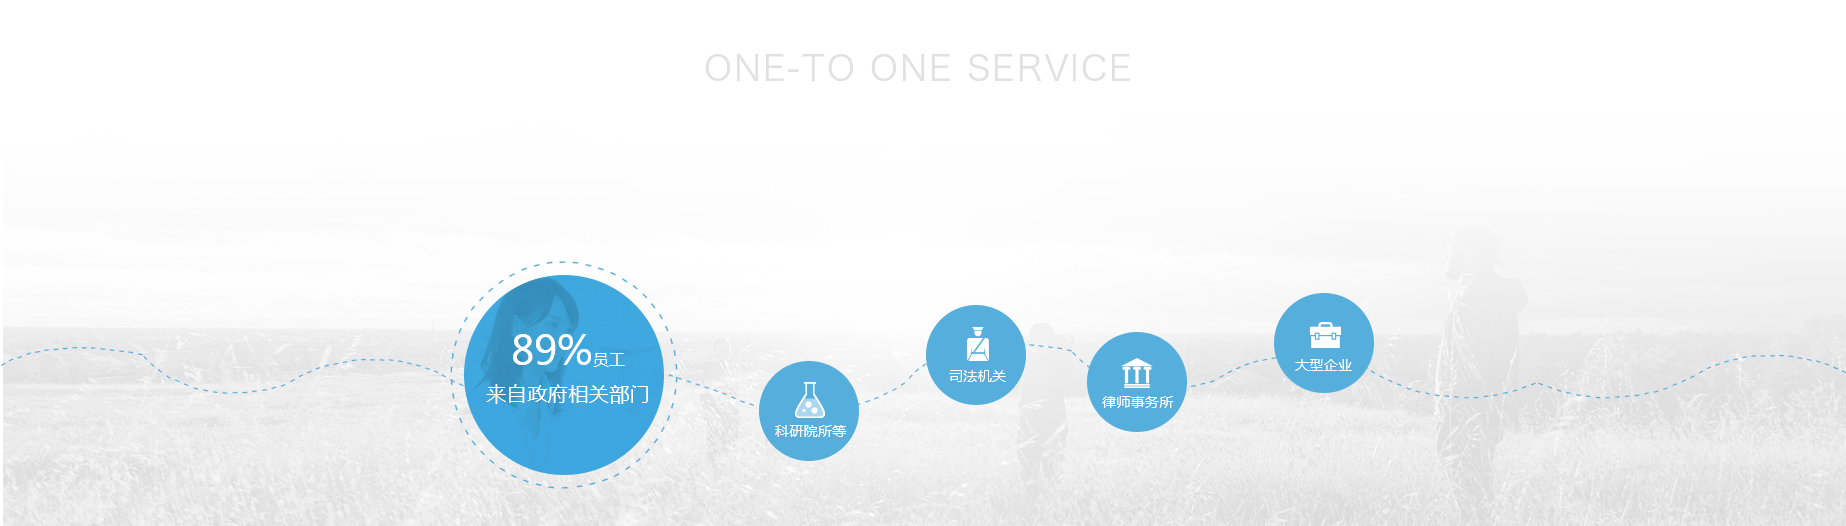 ONE-TO ONE SERVICE
89%员工
来自政府相关部门
科研院所等
司法机关
律师事务所
大型企业